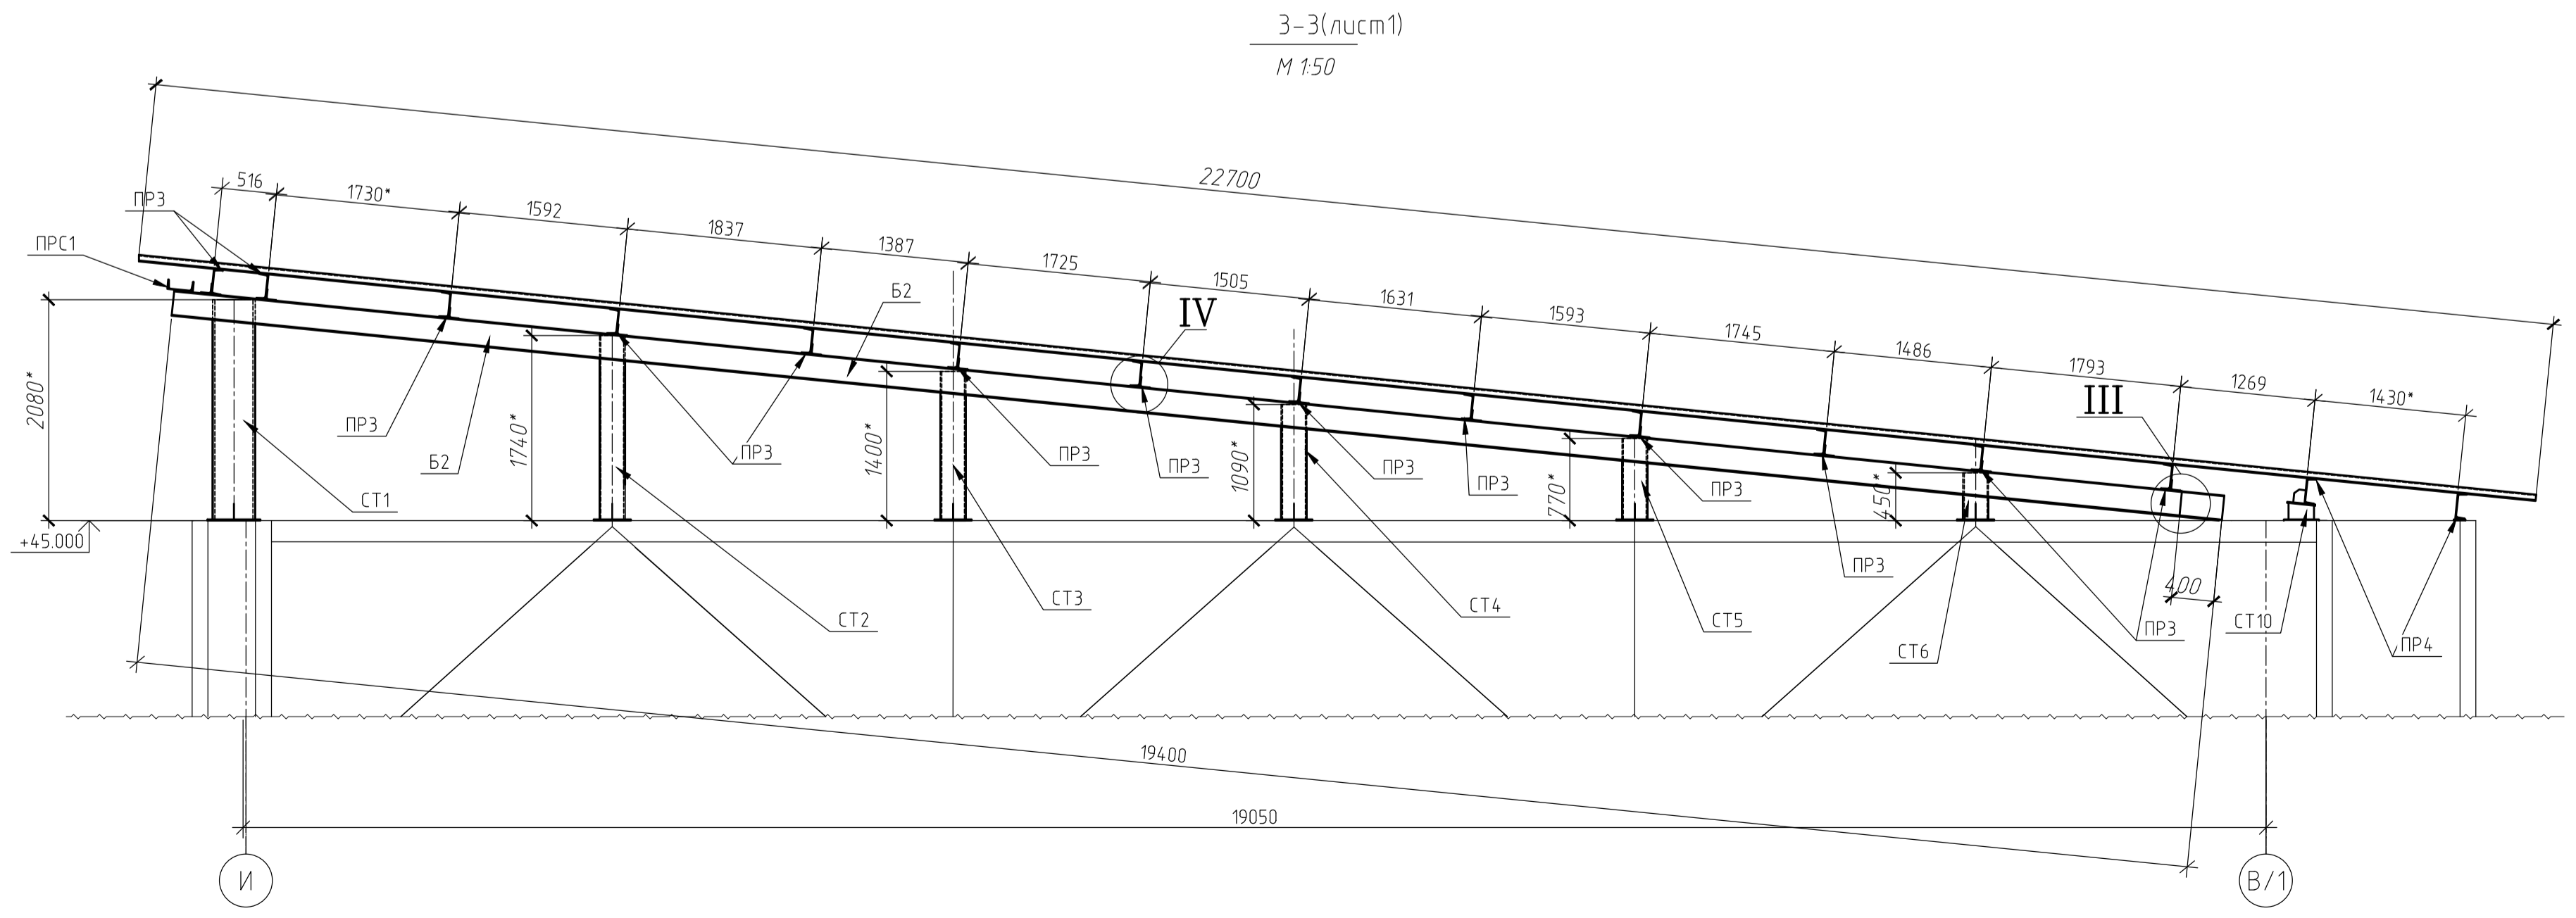 3-3(лист1)
М 1:50
22700
516
1730*
1592
1837
1387
1725
1505
1631
1593
1745
1486
1793
1269
1430*
ПР3
ПРС1
Б2
IV
III
2080*
1740*
1400*
1090*
770*
450*
ПР3
Б2
ПР3
ПР3
ПР3
ПР3
ПР3
ПР3
ПР3
ПР3
СТ1
+45.000
СТ2
СТ3
СТ4
СТ5
СТ6
400
СТ10
ПР4
19400
19050
И
В/1